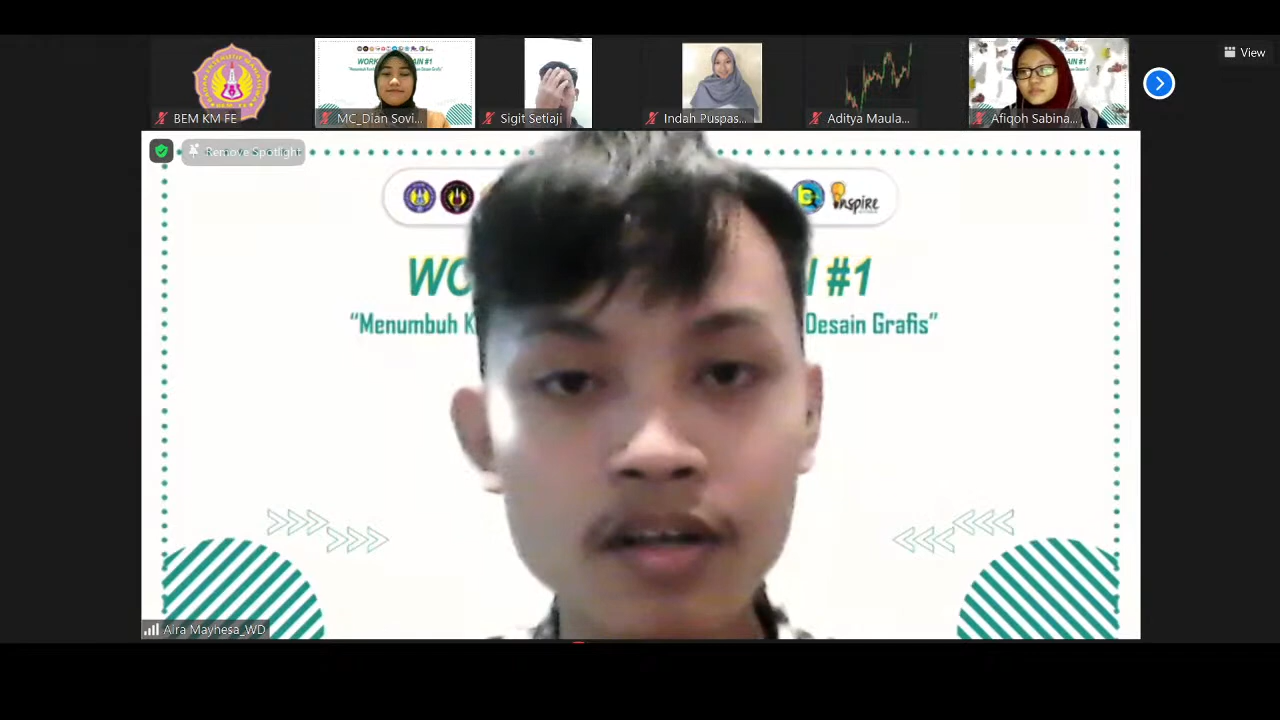 View
BEM KM FE
MC_Dian Sovi...
Sigit Setiaji
Indah Puspas...
Aditya Maula...
Afiqoh Sabina...
Remove Spotlight
inspire
#1
"Menumbuh K Desain Grafis"
Aira Mayhesa_WD